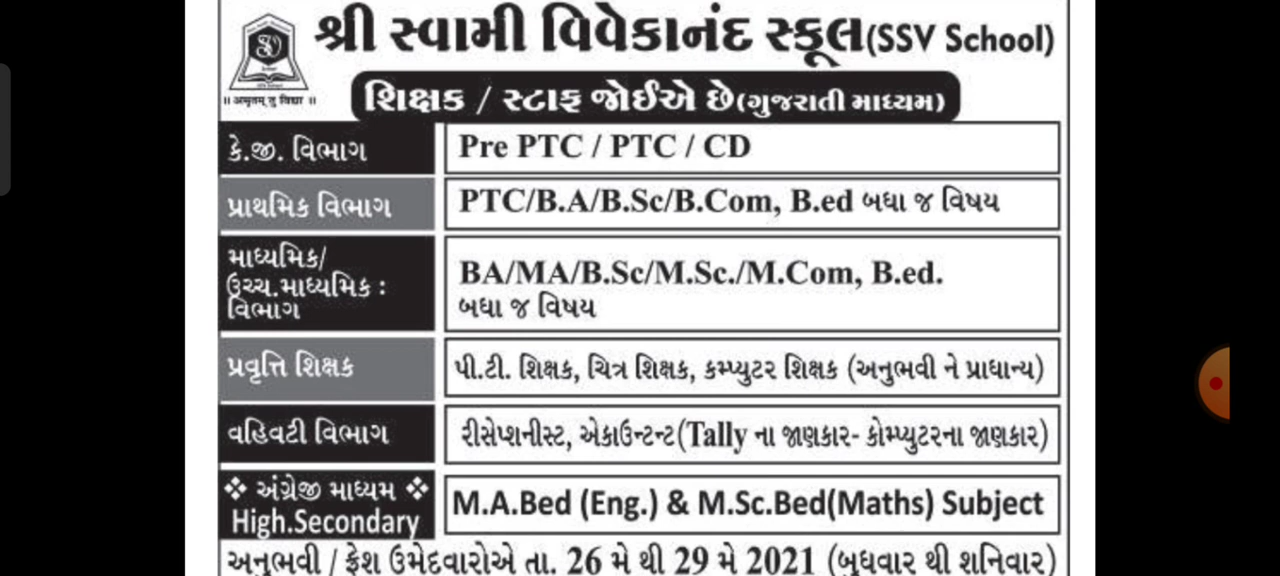 શ્રી સ્વામી વિવેકાનંદ સ્કૂલ(SSV School)
॥ अमृतम् तु विद्या ॥
શિક્ષક / સ્ટાફ જોઈએ છે(ગુજરાતી માધ્યમ)
કે.જી. વિભાગ Pre PTC / PTC / CD
પ્રાથમિક વિભાગ PTC/B.A/B.Sc/B.Com, B.ed બધા જ વિષય
માધ્યમિક/
ઉચ્ચ.માધ્યમિક :
વિભાગ
BA/MA/B.Sc/M.Sc./M.Com, B.ed.
બધા જ વિષય
પ્રવૃત્તિ શિક્ષક પી.ટી. શિક્ષક, ચિત્ર શિક્ષક, કમ્પ્યુટર શિક્ષક (અનુભવી ને પ્રાધાન્ય)
વહિવટી વિભાગ રીસેપ્શનીસ્ટ, એકાઉન્ટન્ટ(Tally ના જાણકાર- કોમ્પ્યુટરના જાણકાર)
❖ અંગ્રેજી માધ્યમ ❖
High.Secondary
M.A.Bed (Eng.) & M.Sc.Bed(Maths) Subject
અનુભવી / ફ્રેશ ઉમેદવારોએ તા. 26 મે થી 29 મે 2021 (બુધવાર થી શનિવાર)